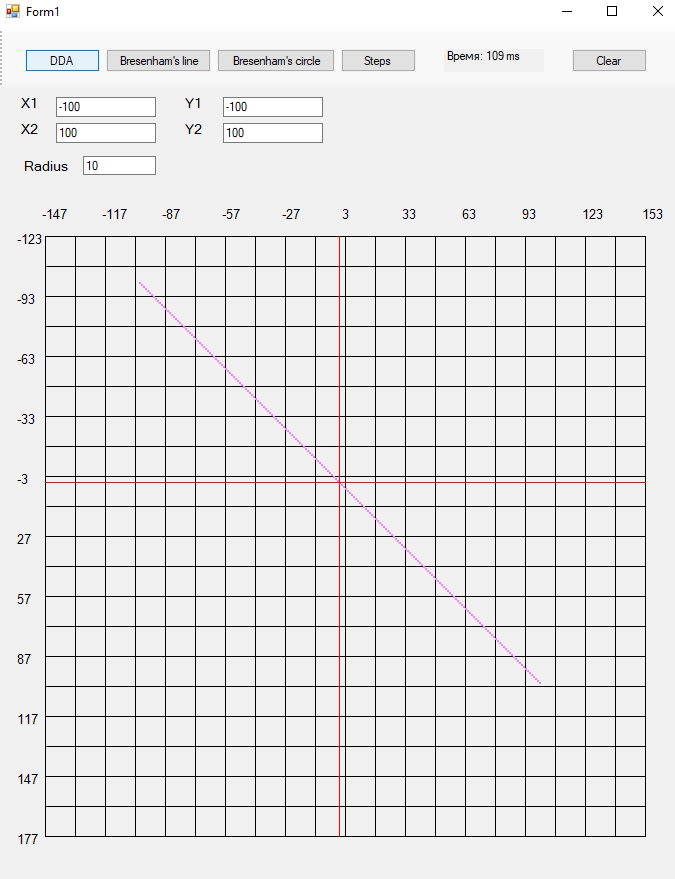 Form1
DDA Bresenham's line Bresenham's circle Steps Время: 109 ms Clear
X1 -100 Y1 -100
X2 100 Y2 100
Radius 10
-147 -117 -87 -57 -27 3 33 63 93 123 153
-123
-93
-63
-33
-3
27
57
87
117
147
177